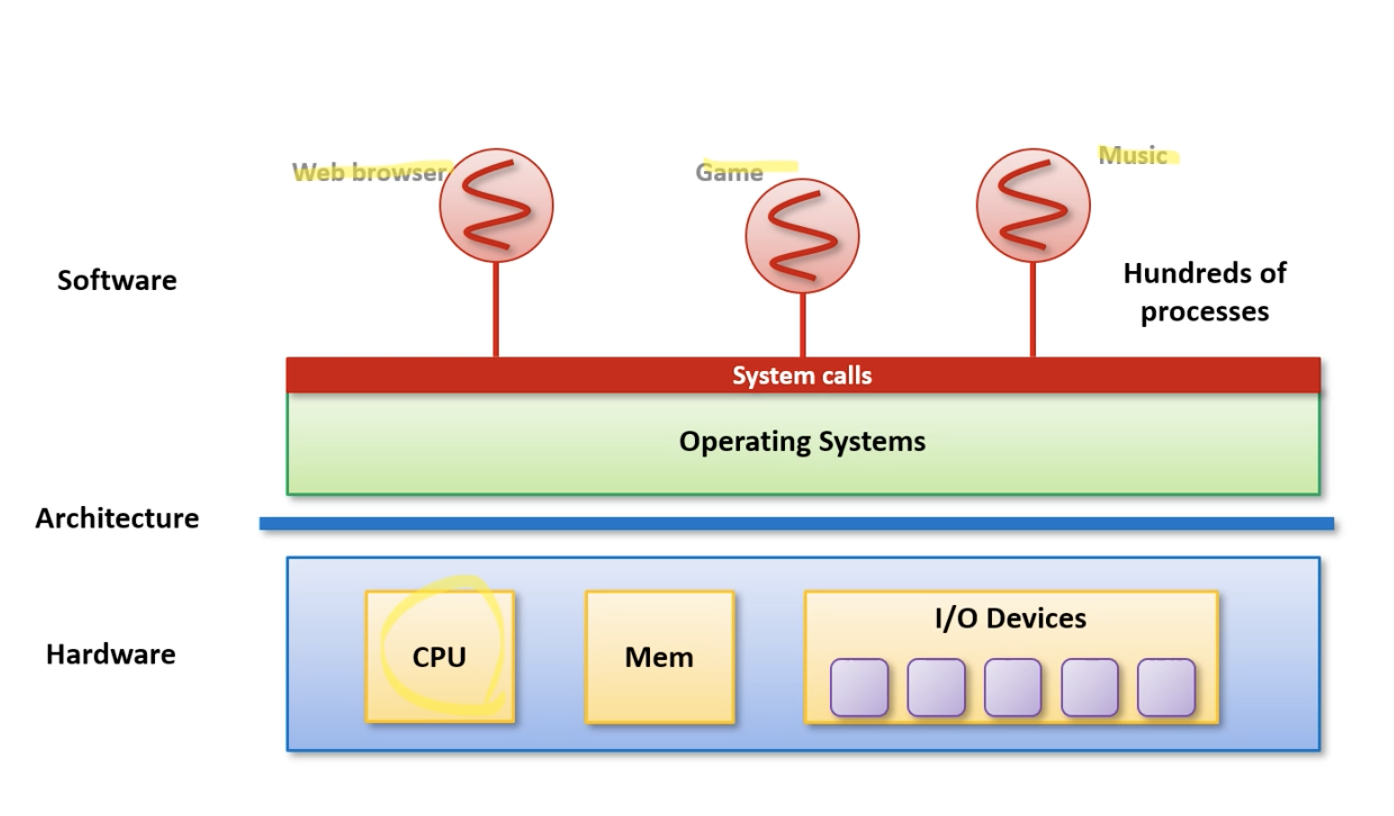 Web browser
Game
Music
Software
Hundreds of
processes
System calls
Operating Systems
Architecture
Hardware
CPU
Mem
I/O Devices